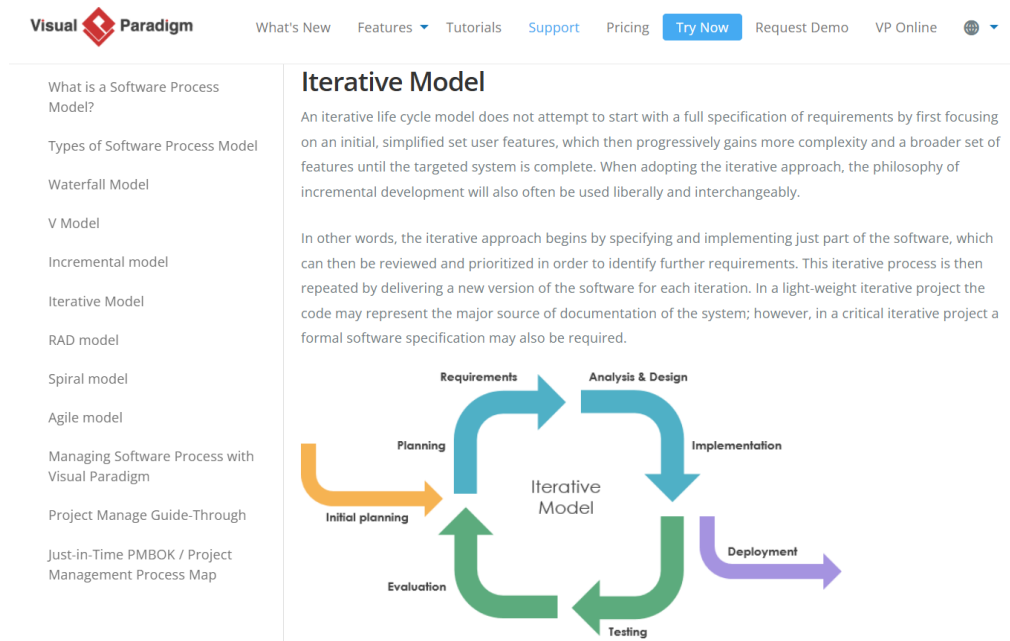 Visual Paradigm
What's New
Features
Tutorials
Support
Pricing
Try Now
Request Demo
VP Online
What is a Software Process
Model?
Types of Software Process Model
Waterfall Model
V Model
Incremental model
Iterative Model
RAD model
Spiral model
Agile model
Managing Software Process with
Visual Paradigm
Project Manage Guide-Through
Just-in-Time PMBOK / Project
Management Process Map
Iterative Model
An iterative life cycle model does not attempt to start with a full specification of requirements by first focusing
on an initial, simplified set user features, which then progressively gains more complexity and a broader set of
features until the targeted system is complete. When adopting the iterative approach, the philosophy of
incremental development will also often be used liberally and interchangeably.
In other words, the iterative approach begins by specifying and implementing just part of the software, which
can then be reviewed and prioritized in order to identify further requirements. This iterative process is then
repeated by delivering a new version of the software for each iteration. In a light-weight iterative project the
code may represent the major source of documentation of the system; however, in a critical iterative project a
formal software specification may also be required.
Requirements
Analysis & Design
Planning
Implementation
Iterative
Model
Initial planning
Deployment
Evaluation
Testing